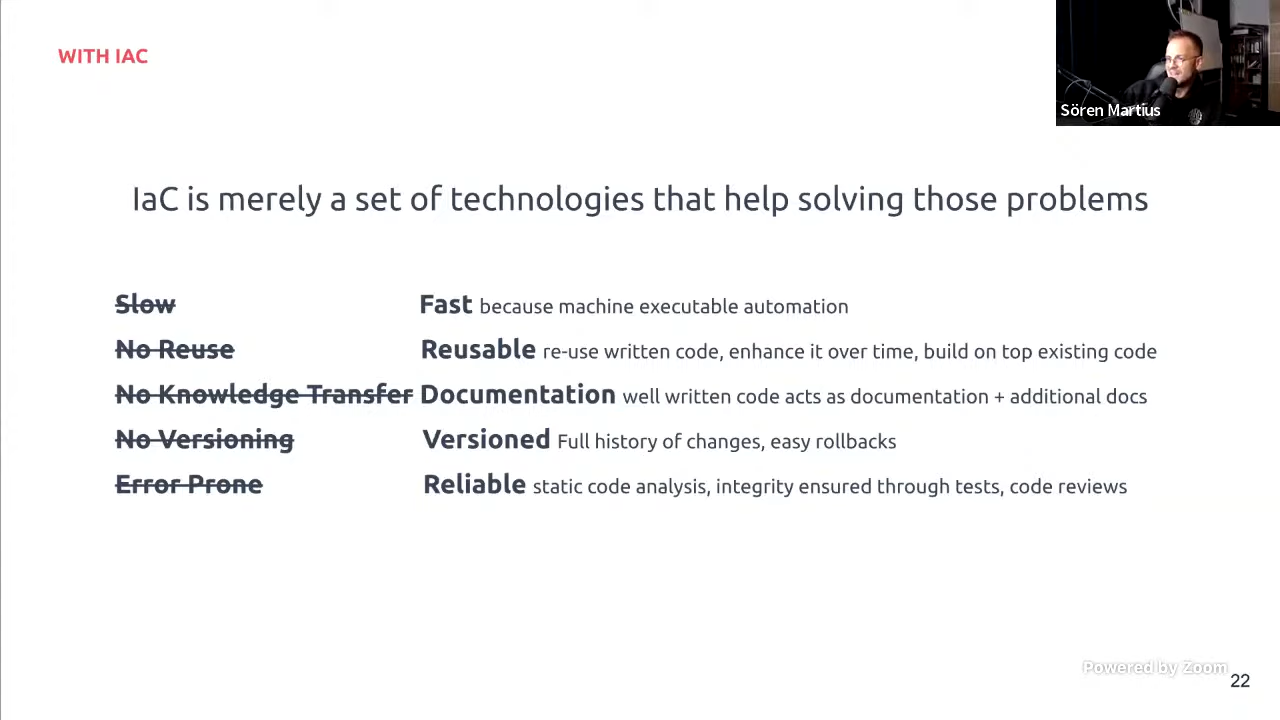 WITH IAC
Sören Martius
IaC is merely a set of technologies that help solving those problems
Slow Fast because machine executable automation
No Reuse Reusable re-use written code, enhance it over time, build on top existing code
No Knowledge Transfer Documentation well written code acts as documentation + additional docs
No Versioning Versioned Full history of changes, easy rollbacks
Error Prone Reliable static code analysis, integrity ensured through tests, code reviews
Powered by Zoom
22